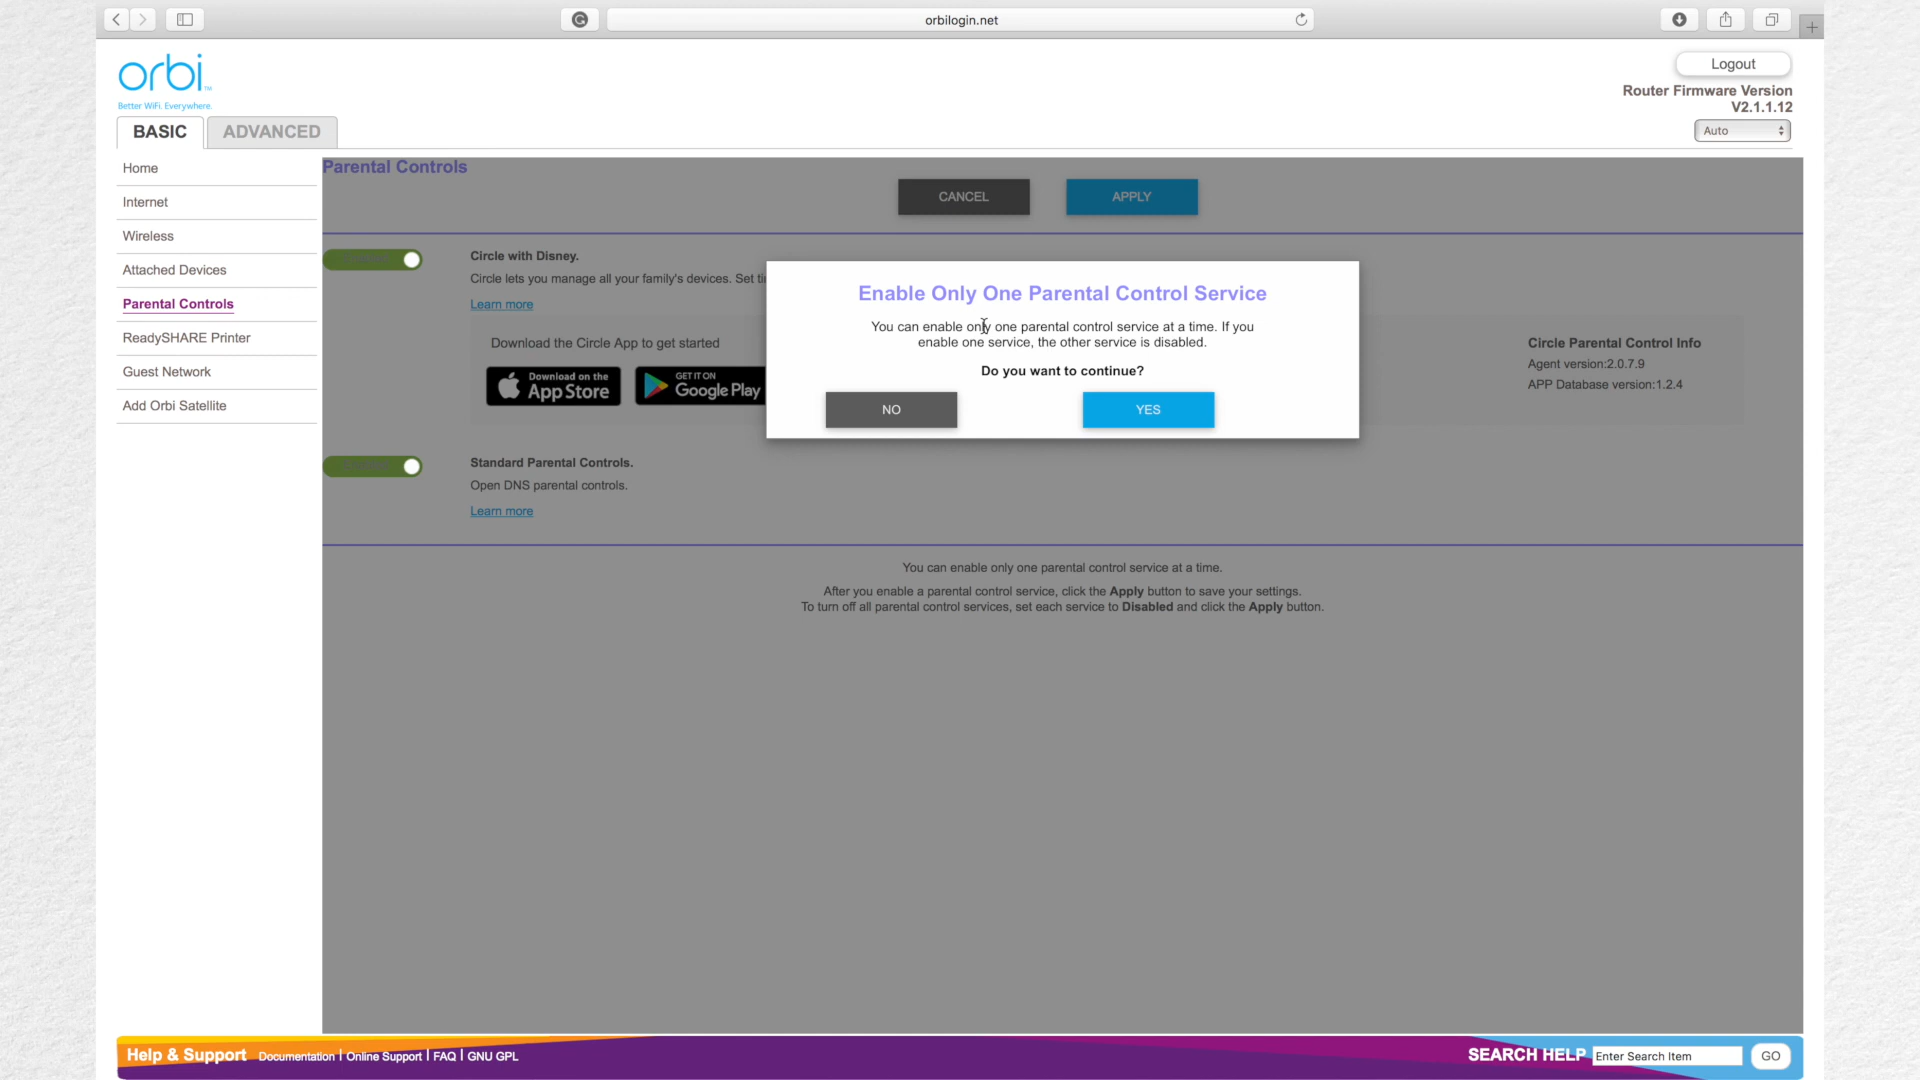 orbilogin.net
orbi™
Better WiFi. Everywhere.
Logout
Router Firmware Version
V2.1.1.12
Auto
BASIC
ADVANCED
Home
Internet
Wireless
Attached Devices
Parental Controls
ReadySHARE Printer
Guest Network
Add Orbi Satellite
Parental Controls
CANCEL
APPLY
Circle with Disney.
Circle lets you manage all your family's devices. Set
Learn more
Download the Circle App to get started
Download on the
App Store
GET IT ON
Google Play
Enable Only One Parental Control Service
You can enable only one parental control service at a time. If you
enable one service, the other service is disabled.
Do you want to continue?
NO
YES
Circle Parental Control Info
Agent version:2.0.7.9
APP Database version:1.2.4
Standard Parental Controls.
Open DNS parental controls.
Learn more
You can enable only one parental control service at a time.
After you enable a parental control service, click the Apply button to save your settings.
To turn off all parental control services, set each service to Disabled and click the Apply button.
Help & Support Documentation | Online Support | FAQ | GNU GPL
SEARCH HELP Enter Search Item GO